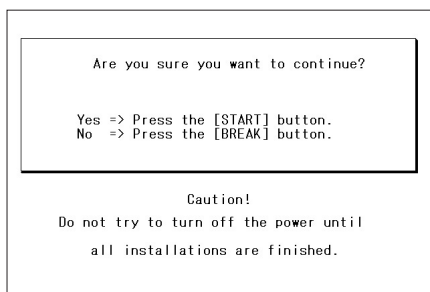 Are you sure you want to continue?
Yes => Press the [START] button.
No => Press the [BREAK] button.
Caution!
Do not try to turn off the power until
all installations are finished.